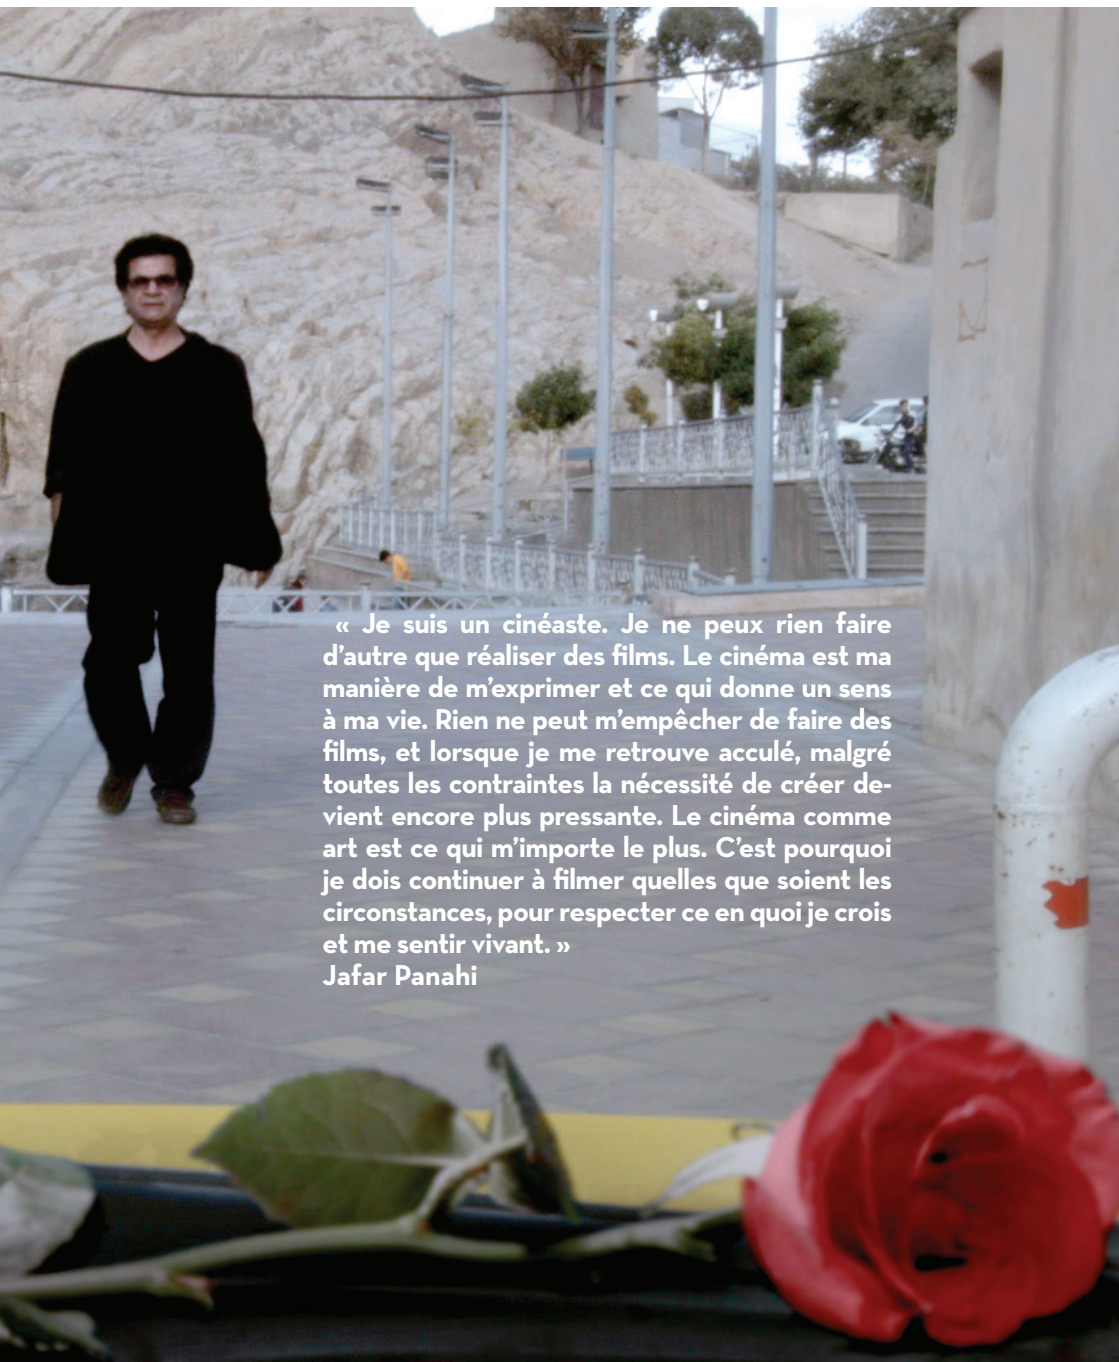 « Je suis un cinéaste. Je ne peux rien faire
d’autre que réaliser des films. Le cinéma est ma
manière de m’exprimer et ce qui donne un sens
à ma vie. Rien ne peut m’empêcher de faire des
films, et lorsque je me retrouve acculé, malgré
toutes les contraintes la nécessité de créer de-
vient encore plus pressante. Le cinéma comme
art est ce qui m’importe le plus. C’est pourquoi
je dois continuer à filmer quelles que soient les
circonstances, pour respecter ce en quoi je crois
et me sentir vivant. »
Jafar Panahi